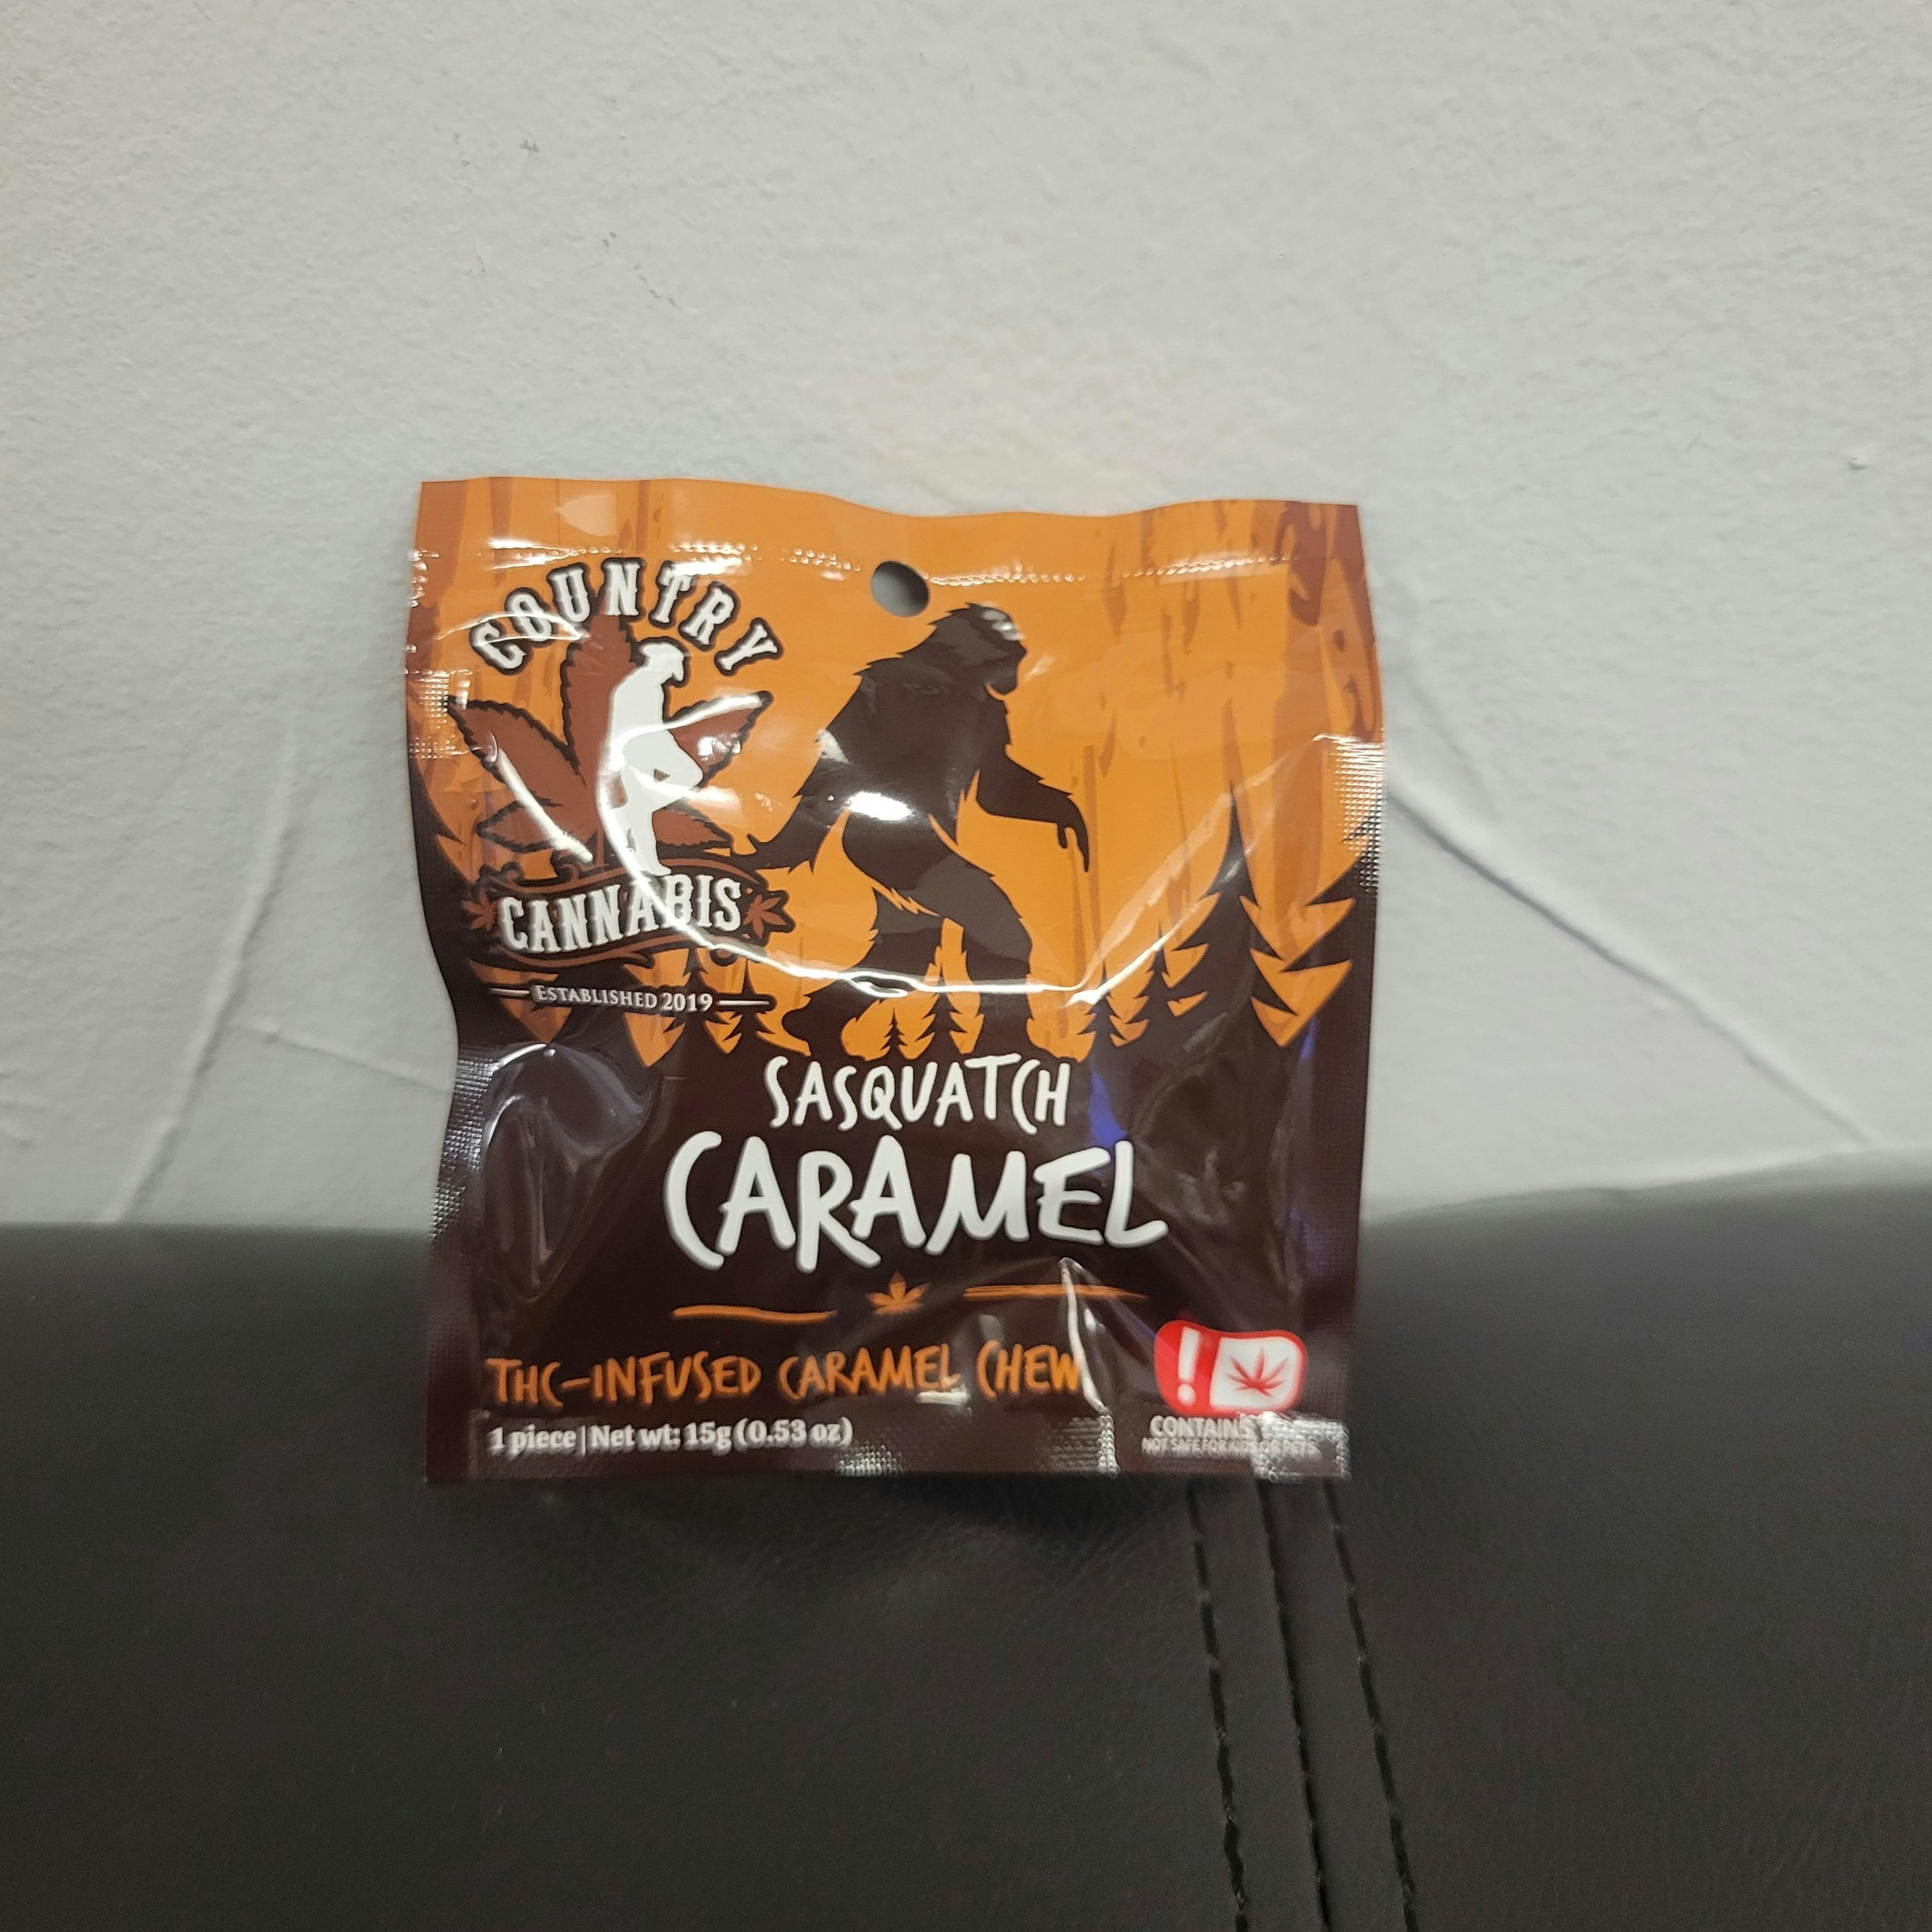 COUNTRY
CANNABIS
ESTABLISHED 2019
SASQUATCH
CARAMEL
THC-INFUSED CARAMEL CHEW
1 piece | Net wt: 15g (0.53 oz)
!
CONTAINS
NOT SAFE FOR KIDS OR PETS